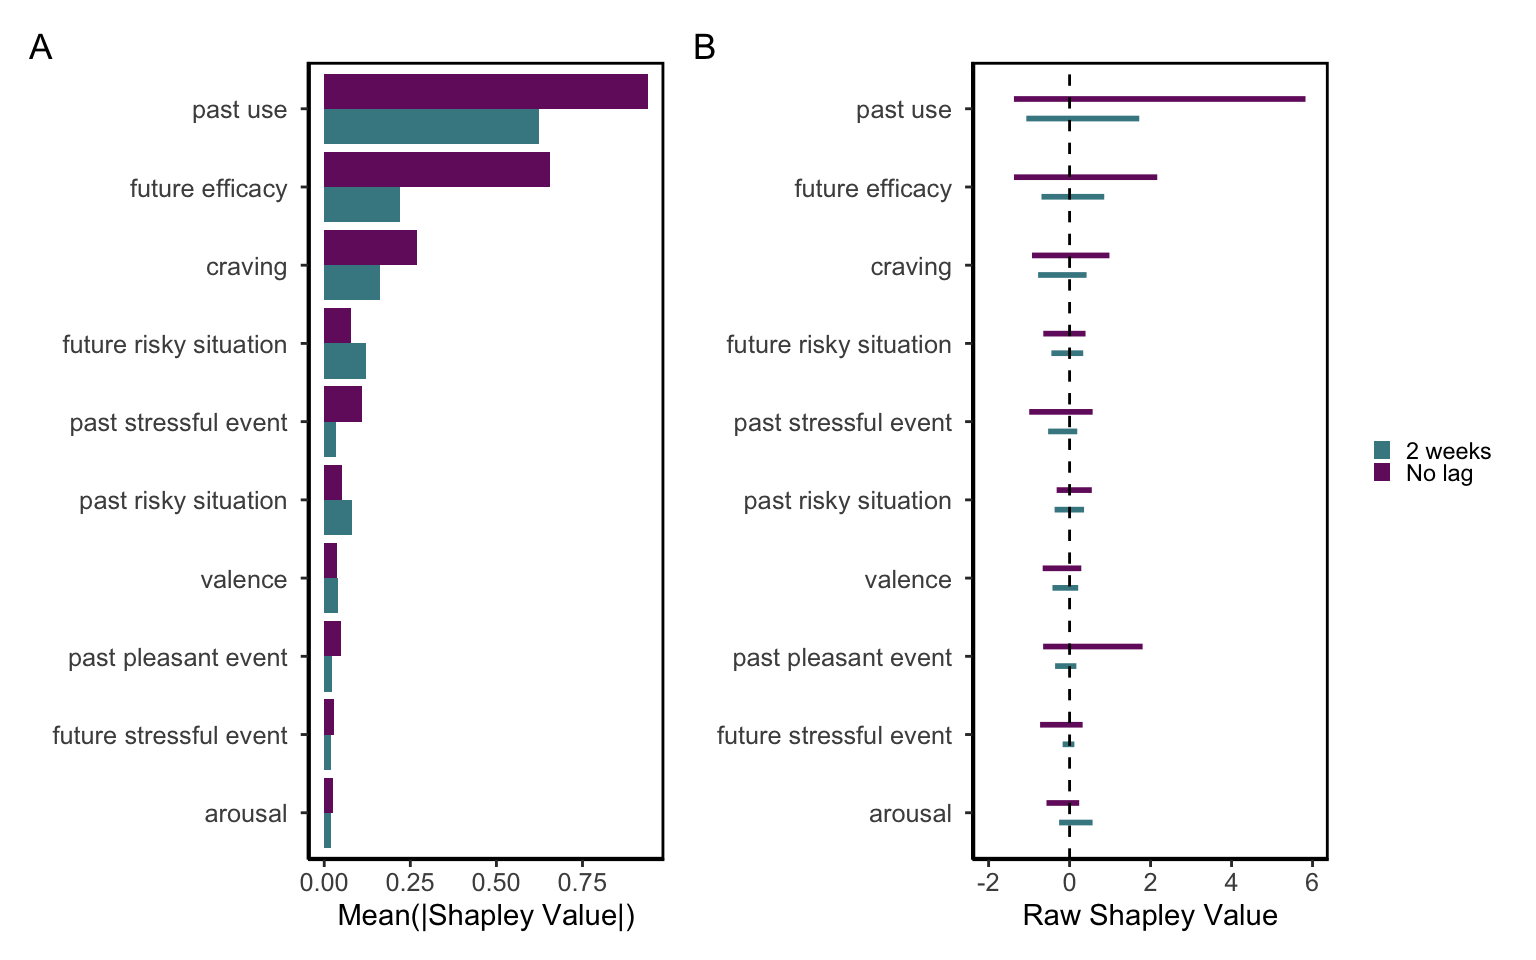 A
past use
future efficacy
craving
future risky situation
past stressful event
past risky situation
valence
past pleasant event
future stressful event
arousal
0.00 0.25 0.50 0.75
Mean(|Shapley Value|)
B
past use
future efficacy
craving
future risky situation
past stressful event
past risky situation
valence
past pleasant event
future stressful event
arousal
-2 0 2 4 6
Raw Shapley Value
2 weeks
No lag